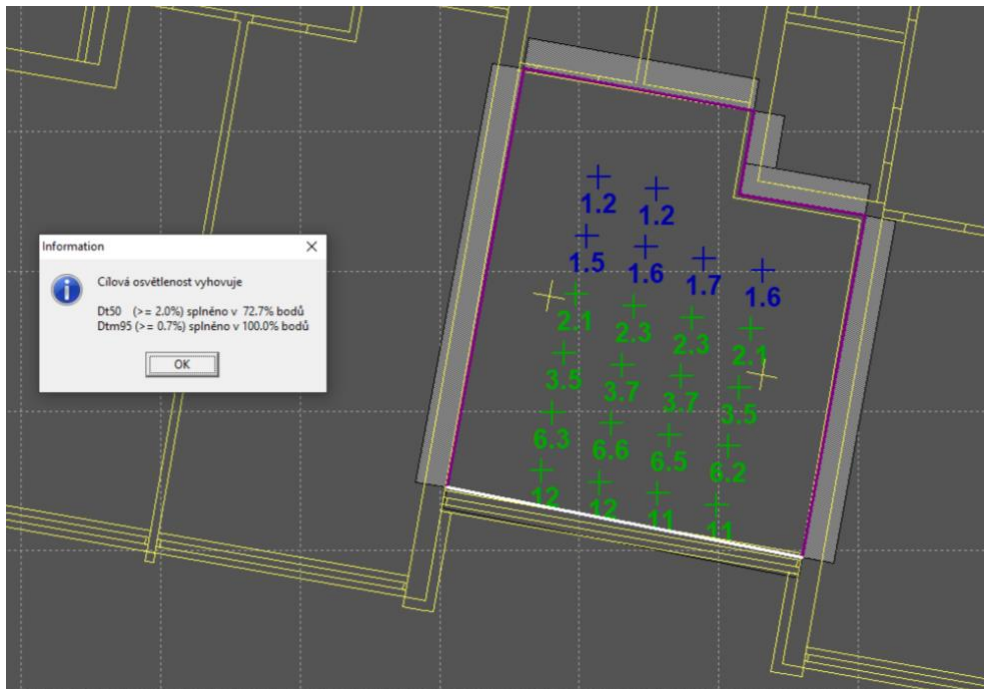 Information
Cílová osvětlenost vyhovuje
Dt50 (>= 2.0%) splněno v 72.7% bodů
Dtm95 (>= 0.7%) splněno v 100.0% bodů
OK
1.2 1.2
1.5 1.6 1.7 1.6
2.1 2.3 2.3 2.1
3.5 3.7 3.7 3.5
6.3 6.6 6.5 6.2
12 12 11 11